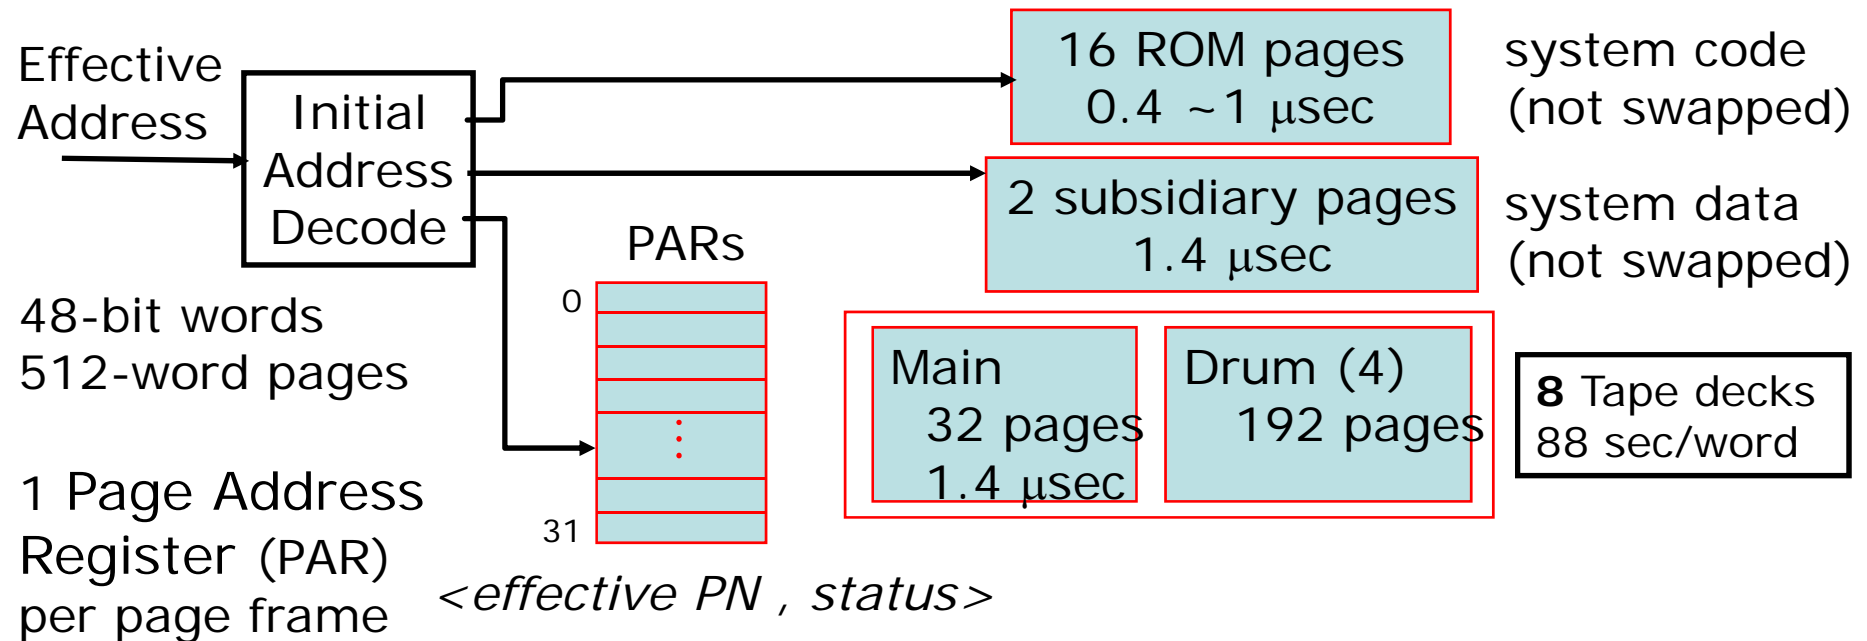 Effective
Address
Initial
Address
Decode
16 ROM pages
0.4 ~1 μsec
system code
(not swapped)
2 subsidiary pages
1.4 μsec
system data
(not swapped)
PARs
0
31
<effective PN , status>
48-bit words
512-word pages
1 Page Address
Register (PAR)
per page frame
Main
32 pages
1.4 μsec
Drum (4)
192 pages
8 Tape decks
88 sec/word